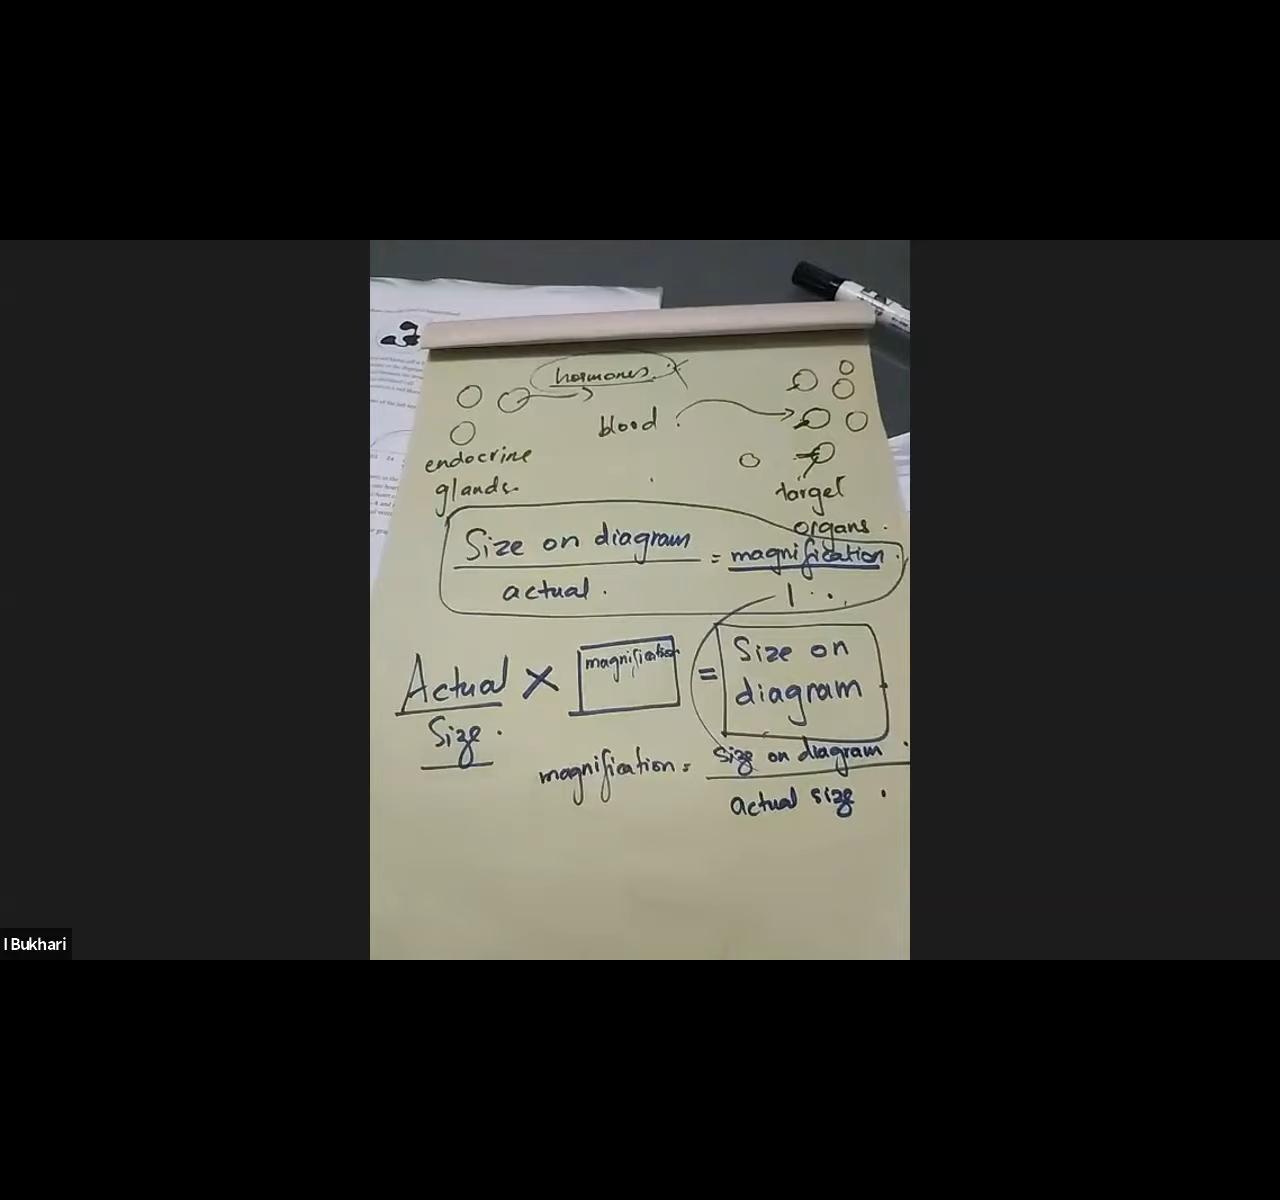 hormones.
blood.
endocrine
glands.
target
organs.
Size on diagram = magnification.
actual. 1
Actual × magnification = Size on
Size. diagram
magnification = size on diagram.
actual size.
I Bukhari